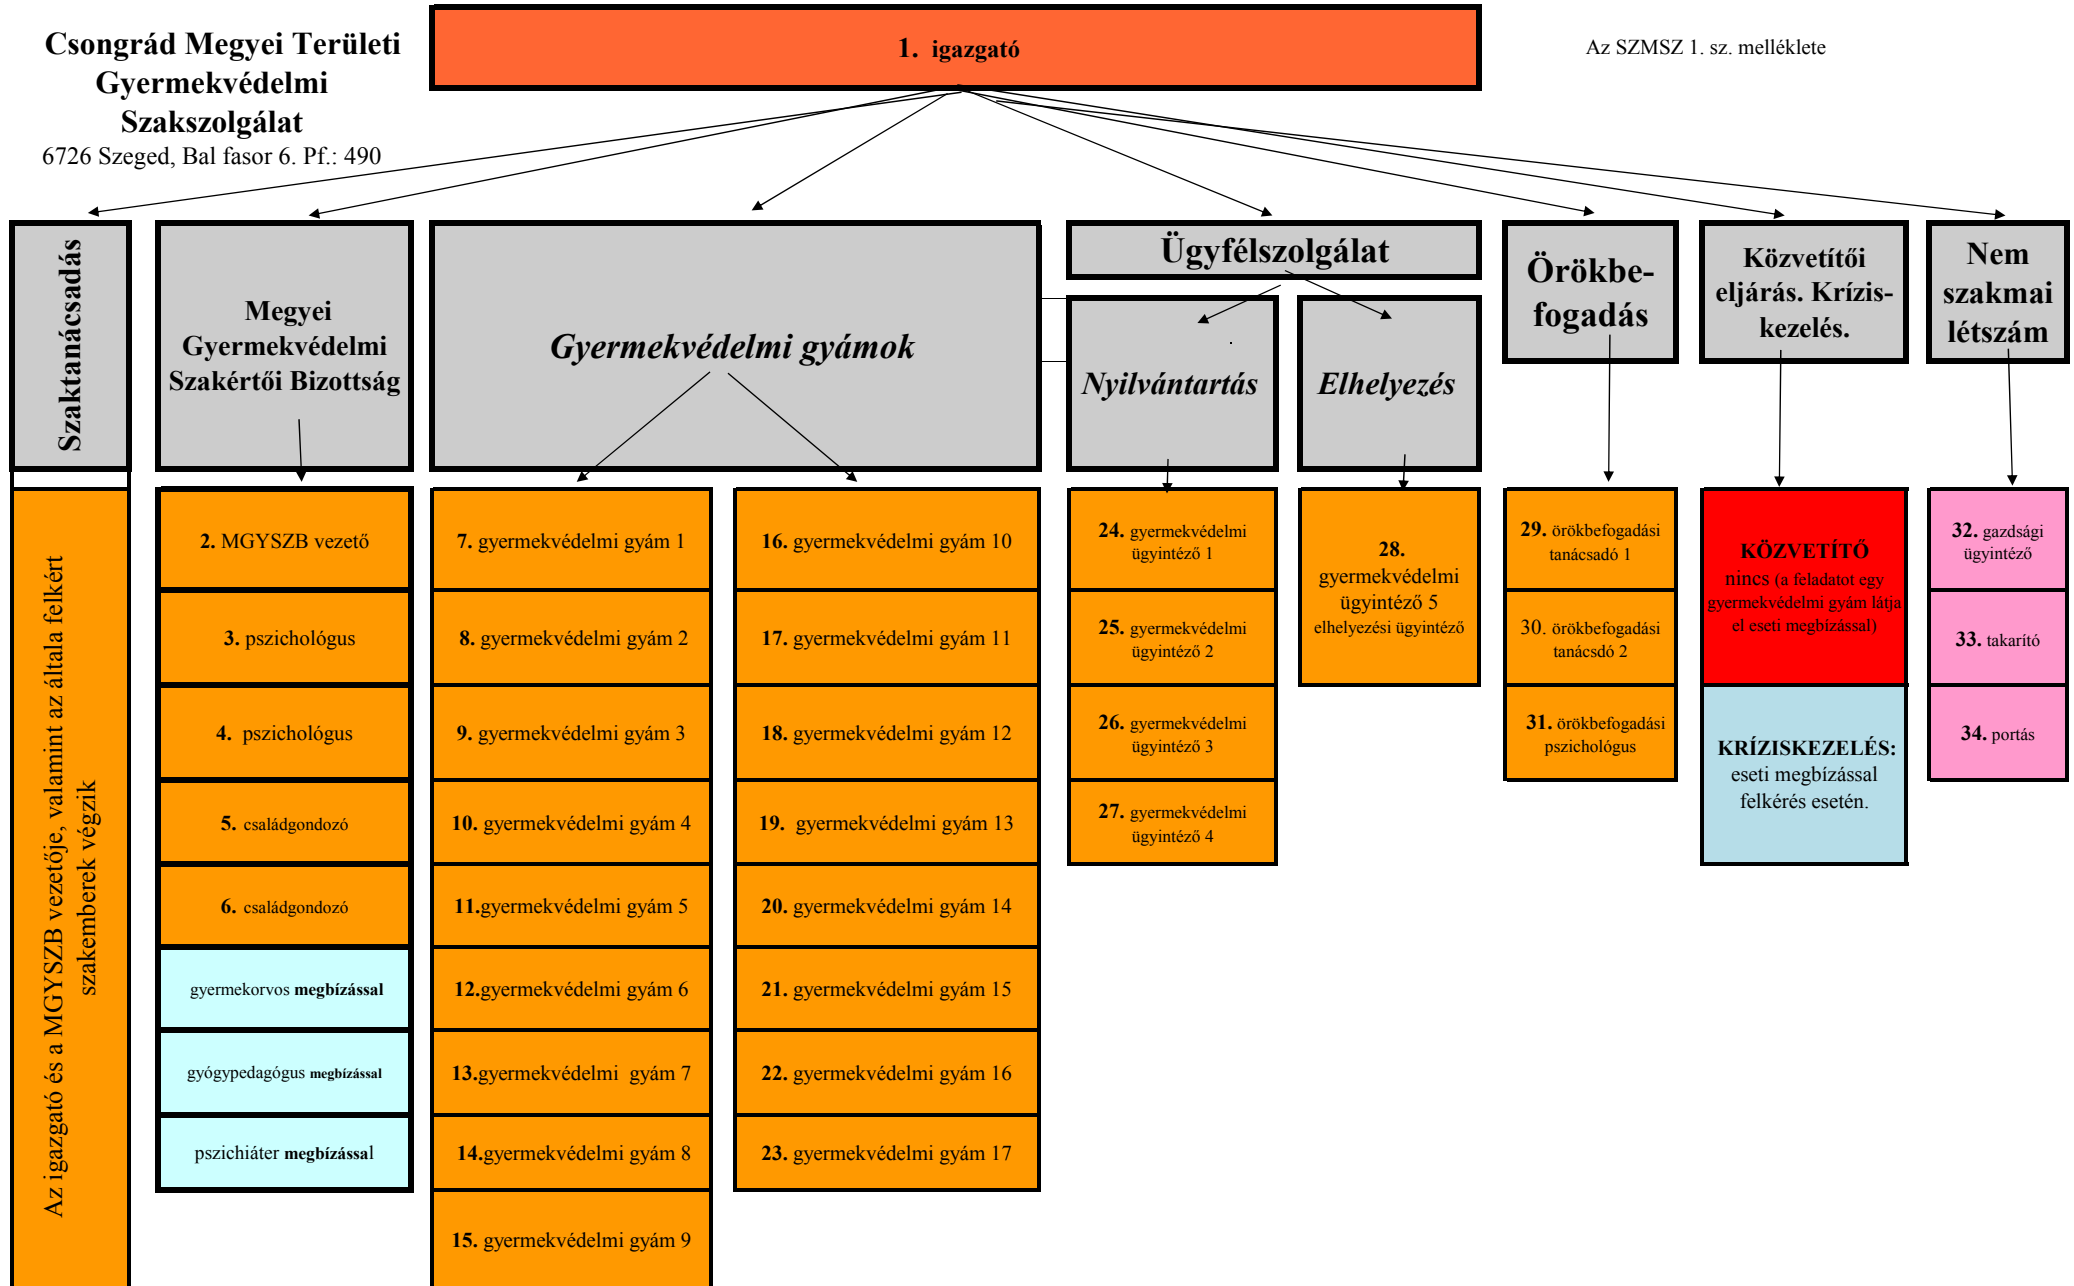 Csongrád Megyei Területi
Gyermekvédelmi
Szakszolgálat
6726 Szeged, Bal fasor 6. Pf.: 490
1. igazgató
Az SZMSZ 1. sz. melléklete
Szaktanácsadás
Az igazgató és a MGYSZB vezetője, valamint az általa felkért
szakemberek végzik
Megyei
Gyermekvédelmi
Szakértői Bizottság
2. MGYSZB vezető
3. pszichológus
4. pszichológus
5. családgondozó
6. családgondozó
gyermekorvos megbízással
gyógypedagógus megbízással
pszichiáter megbízással
Gyermekvédelmi gyámok
7. gyermekvédelmi gyám 1
8. gyermekvédelmi gyám 2
9. gyermekvédelmi gyám 3
10. gyermekvédelmi gyám 4
11.gyermekvédelmi gyám 5
12.gyermekvédelmi gyám 6
13.gyermekvédelmi gyám 7
14.gyermekvédelmi gyám 8
15. gyermekvédelmi gyám 9
16. gyermekvédelmi gyám 10
17. gyermekvédelmi gyám 11
18. gyermekvédelmi gyám 12
19. gyermekvédelmi gyám 13
20. gyermekvédelmi gyám 14
21. gyermekvédelmi gyám 15
22. gyermekvédelmi gyám 16
23. gyermekvédelmi gyám 17
Ügyfélszolgálat
.
Nyilvántartás
24. gyermekvédelmi
ügyintéző 1
25. gyermekvédelmi
ügyintéző 2
26. gyermekvédelmi
ügyintéző 3
27. gyermekvédelmi
ügyintéző 4
Elhelyezés
28.
gyermekvédelmi
ügyintéző 5
elhelyezési ügyintéző
Örökbe-
fogadás
29. örökbefogadási
tanácsadó 1
30. örökbefogadási
tanácsdó 2
31. örökbefogadási
pszichológus
Közvetítői
eljárás. Krízis-
kezelés.
KÖZVETÍTŐ
nincs (a feladatot egy
gyermekvédelmi gyám látja
el eseti megbízással)
KRÍZISKEZELÉS:
eseti megbízással
felkérés esetén.
Nem
szakmai
létszám
32. gazdsági
ügyintéző
33. takarító
34. portás